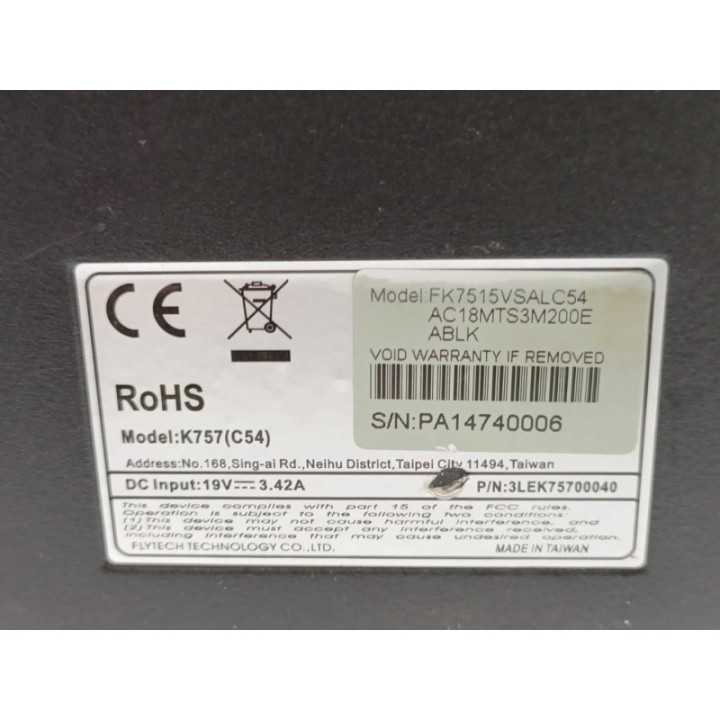 CE
Model:FK7515VSALC54
AC18MTS3M200E
ABLK
VOID WARRANTY IF REMOVED
S/N:PA14740006
RoHS
Model:K757(C54)
Address:No.168,Sing-ai Rd.,Neihu District,Taipei City 11494,Taiwan
DC Input:19V⎓3.42A
P/N:3LEK75700040
This device complies with part 15 of the FCC rules.
Operation is subject to the following two conditions:
(1)This device may not cause harmful interference, and
(2)This device must accept any interference received,
including interference that may cause undesired operation.
FLYTECH TECHNOLOGY CO.,LTD.
MADE IN TAIWAN